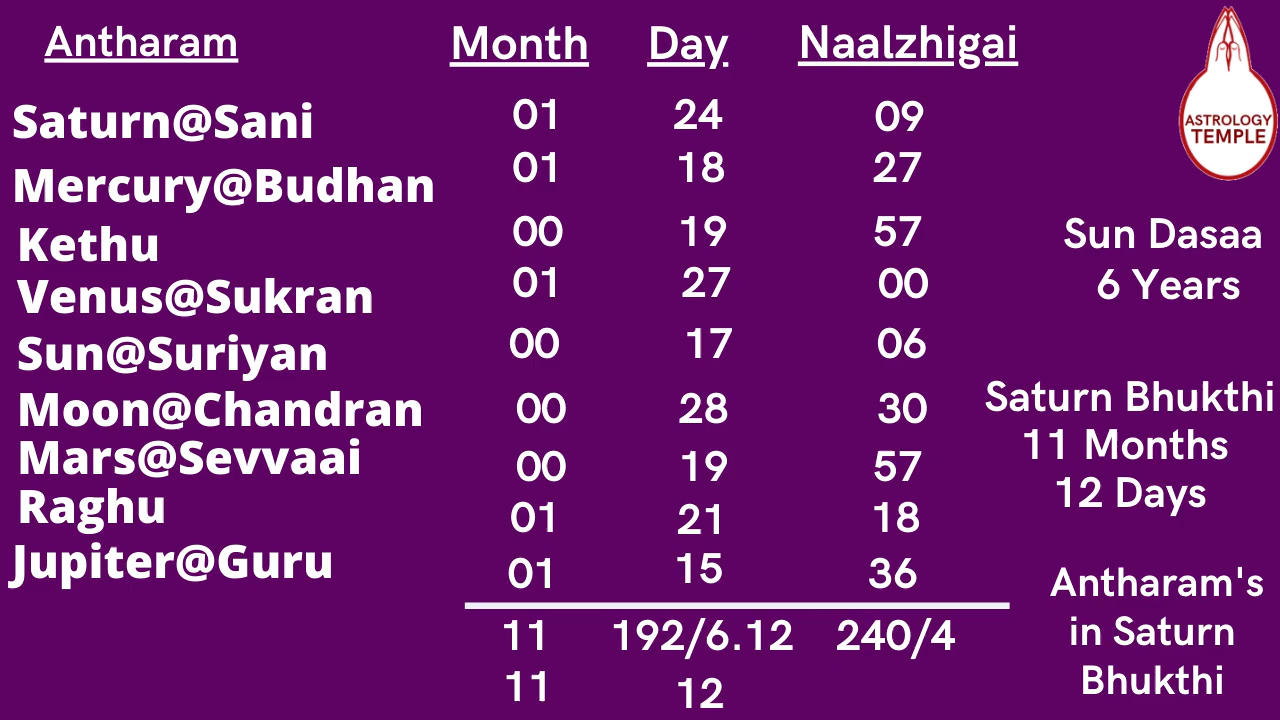 Antharam Month Day Naalzhigai
Saturn@Sani 01 24 09
Mercury@Budhan 01 18 27
Kethu 00 19 57
Venus@Sukran 01 27 00
Sun@Suriyan 00 17 06
Moon@Chandran 00 28 30
Mars@Sevvaai 00 19 57
Raghu 01 21 18
Jupiter@Guru 01 15 36
11 192/6.12 240/4
11 12
ASTROLOGY
TEMPLE
Sun Dasaa
6 Years
Saturn Bhukthi
11 Months
12 Days
Antharam's
in Saturn
Bhukthi